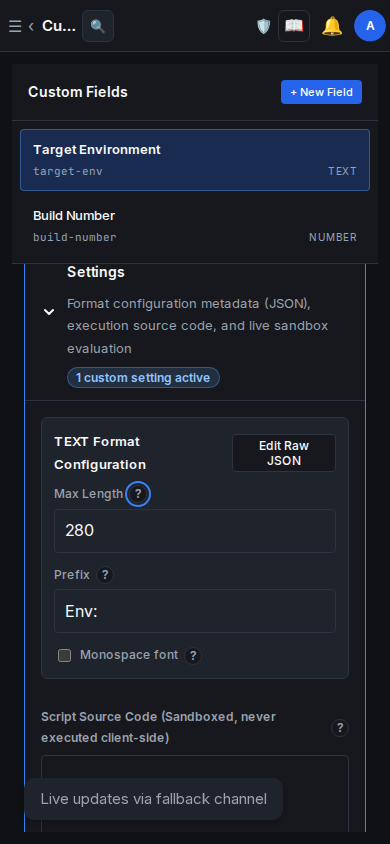 Cu...
A
Custom Fields
+ New Field
Target Environment
target-env
TEXT
Build Number
build-number
NUMBER
Settings
Format configuration metadata (JSON),
execution source code, and live sandbox
evaluation
1 custom setting active
TEXT Format
Configuration
Edit Raw
JSON
Max Length ?
280
Prefix ?
Env:
Monospace font ?
Script Source Code (Sandboxed, never
executed client-side)
?
Live updates via fallback channel